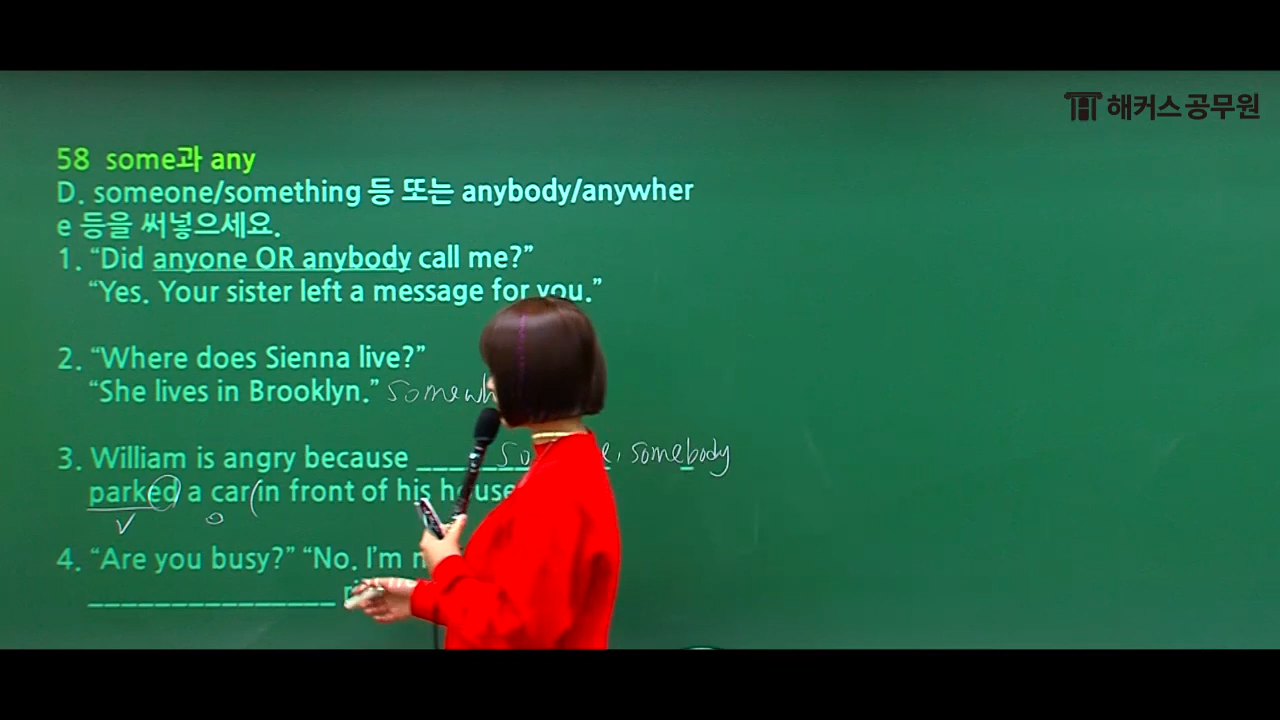 해커스 공무원
58 some과 any
D. someone/something 등 또는 anybody/anywher
e 등을 써넣으세요.
1. “Did anyone OR anybody call me?”
“Yes. Your sister left a message for you.”
2. “Where does Sienna live?”
“She lives in Brooklyn.”
3. William is angry because ______ somebody
parked a car (in front of his house
v o
4. “Are you busy?” “No. I’m
_______________